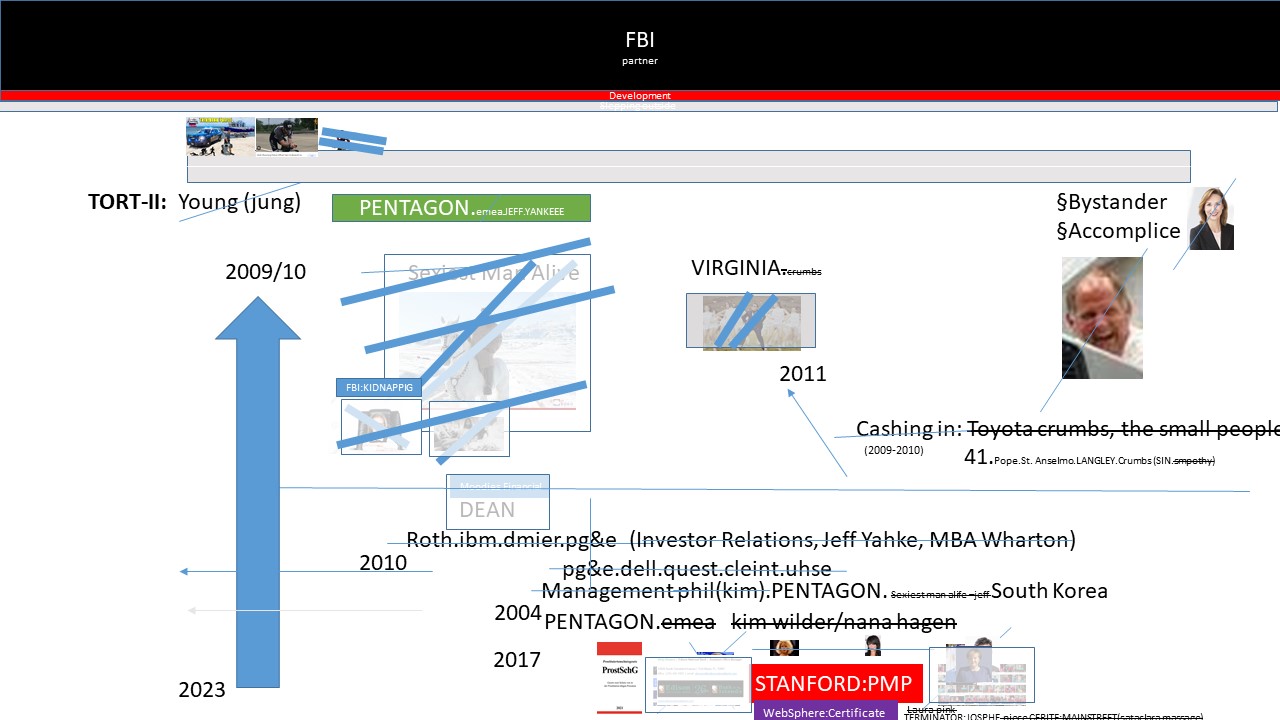 FBI
partner
Development
TORT-II: Young (jung)
PENTAGON.emeaJEFF.YANKEEE
§Bystander
§Accomplice
2009/10
Sexiest Man Alive
VIRGINIA.crumbs
2011
FBI:KIDNAPPIG
Cashing in: Toyota crumbs, the small people
(2009-2010)
41.Pope.St. Anselmo.LANGLEY.Crumbs (SIN.smpothy)
Moodies Financial
DEAN
Roth.ibm.dmier.pg&e (Investor Relations, Jeff Yahke, MBA Wharton)
2010
pg&e.dell.quest.cleint.uhse
Management phil(kim).PENTAGON. Sexiest man alife -jeff South Korea
2004
PENTAGON.emea kim wilder/nana hagen
2017
ProstSchG
STANFORD:PMP
2023
WebSphere:Certificate
Laura pink
TERMINATOR: JOSPHE-niece CERITE:MAINSTREET(sataclara massage)